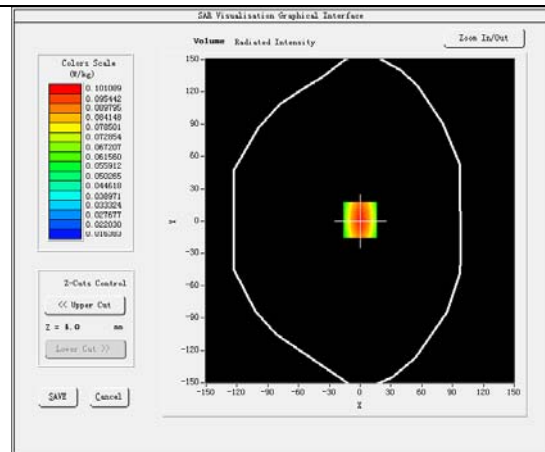 SAR Visualisation Graphical Interface
Volume Radiated Intensity
Zoom In/Out
Colors Scale
(W/kg)
0.101089
0.095442
0.089795
0.084148
0.078501
0.072854
0.067207
0.061560
0.055912
0.050265
0.044618
0.038971
0.033324
0.027677
0.022030
0.016383
150
120
90
60
30
0
-30
-60
-90
-120
-150
Y
-150 -120 -90 -60 -30 0 30 60 90 120 150
X
Z-Cuts Control
<< Upper Cut
Z = 4.0 mm
Lower Cut >>
SAVE
Cancel